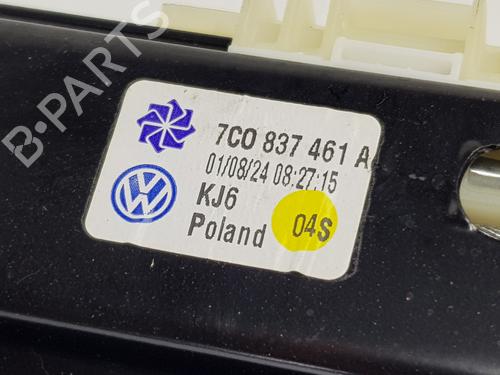 B-PARTS
7C0 837 461 A
01/08/24 08:27:15
KJ6
Poland 04S